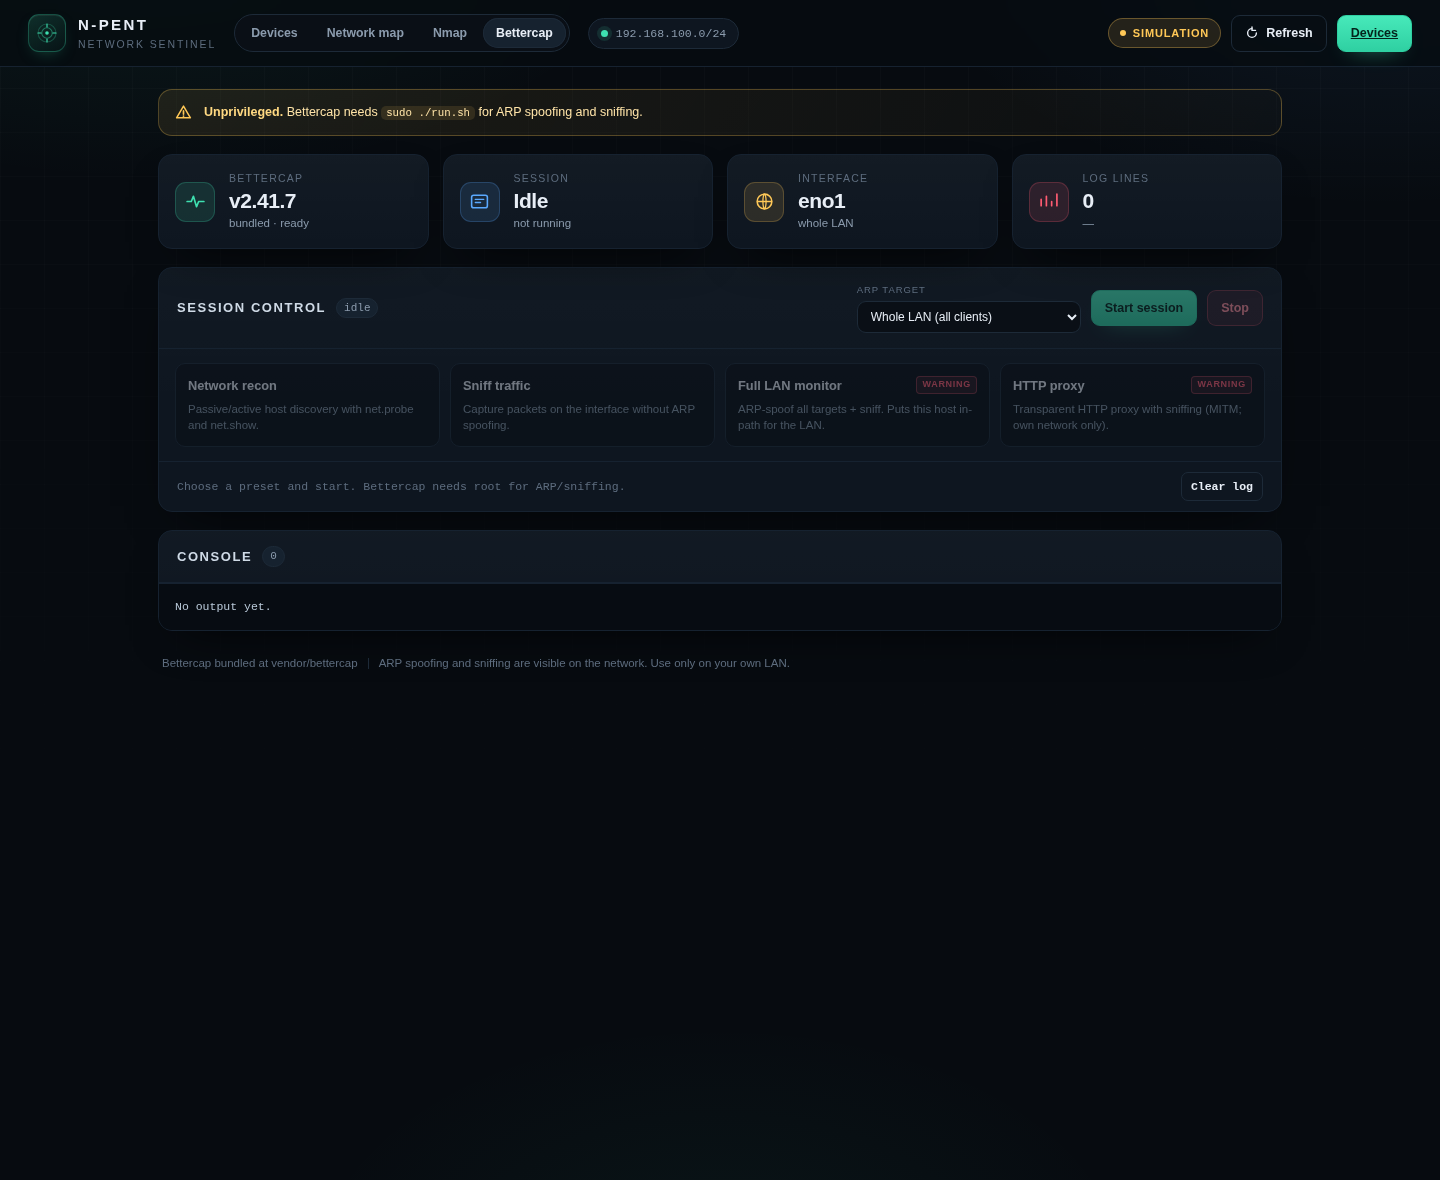 N-PENT
NETWORK SENTINEL
Devices
Network map
Nmap
Bettercap
192.168.100.0/24
SIMULATION
Refresh
Devices
Unprivileged. Bettercap needs sudo ./run.sh for ARP spoofing and sniffing.
BETTERCAP
v2.41.7
bundled · ready
SESSION
Idle
not running
INTERFACE
eno1
whole LAN
LOG LINES
0
—
SESSION CONTROL
idle
ARP TARGET
Whole LAN (all clients)
Start session
Stop
Network recon
Passive/active host discovery with net.probe
and net.show.
Sniff traffic
Capture packets on the interface without ARP
spoofing.
Full LAN monitor
WARNING
ARP-spoof all targets + sniff. Puts this host in-
path for the LAN.
HTTP proxy
WARNING
Transparent HTTP proxy with sniffing (MITM;
own network only).
Choose a preset and start. Bettercap needs root for ARP/sniffing.
Clear log
CONSOLE
0
No output yet.
Bettercap bundled at vendor/bettercap
ARP spoofing and sniffing are visible on the network. Use only on your own LAN.